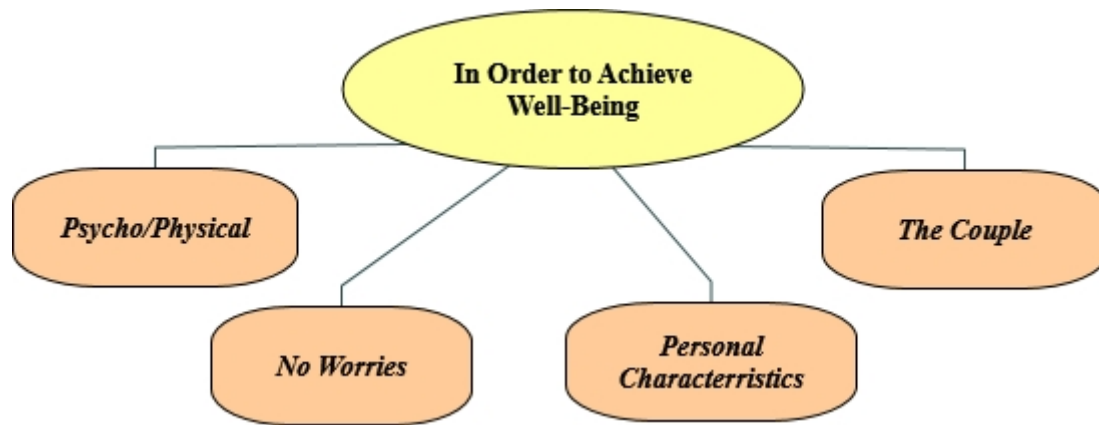 In Order to Achieve
Well-Being
Psycho/Physical
The Couple
No Worries
Personal
Characterristics